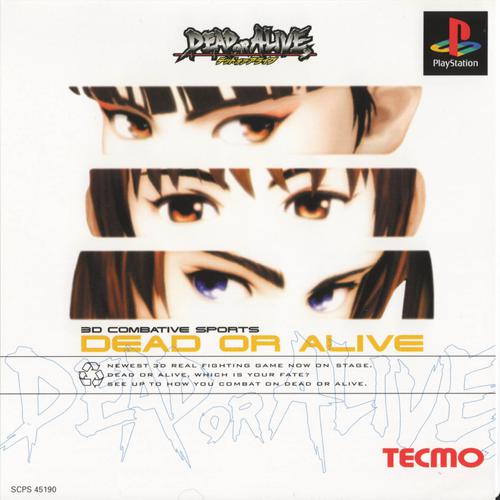 DEAD OR ALIVE
デッドオアアライブ
PlayStation
3D COMBATIVE SPORTS
DEAD OR ALIVE
NEWEST 3D REAL FIGHTING GAME NOW ON STAGE.
DEAD OR ALIVE, WHICH IS YOUR FATE?
SEE UP TO HOW YOU COMBAT ON DEAD OR ALIVE.
DEAD OR ALIVE
TECMO
SCPS 45190